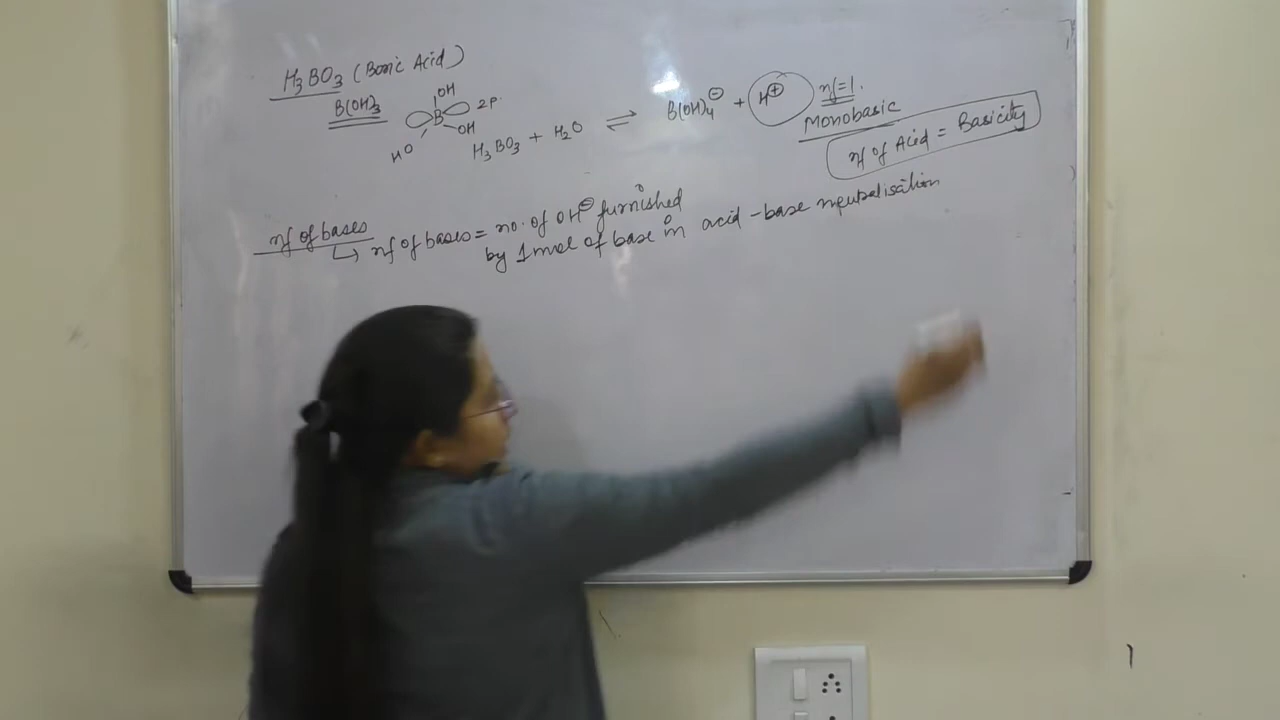 H₃BO₃ (Boric Acid)
B(OH)₃
OH
B
2p.
OH
HO
H₃BO₃ + H₂O ⇌ B(OH)₄⊖ + H⊕
nf=1.
Monobasic
nf of Acid = Basicity
nf of bases
↳ nf of bases = no. of OH⊖ furnished
by 1 mol of base in acid-base neutralisation